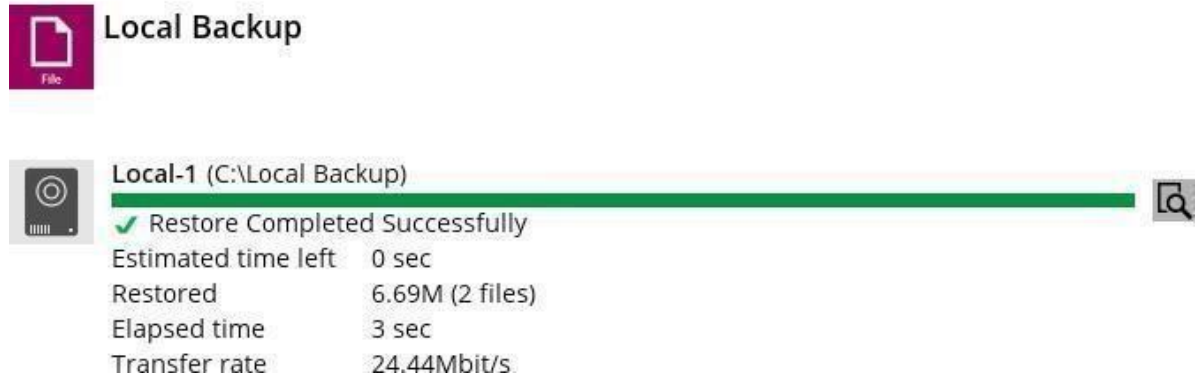 Local Backup
File
Local-1 (C:\Local Backup)
Restore Completed Successfully
Estimated time left 0 sec
Restored 6.69M (2 files)
Elapsed time 3 sec
Transfer rate 24.44Mbit/s